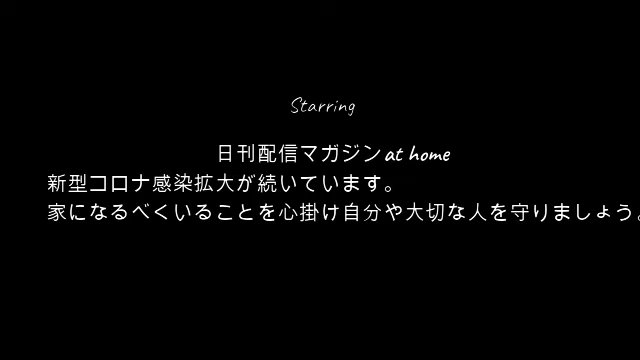 Starring
日刊配信マガジンat home
新型コロナ感染拡大が続いています。
家になるべくいることを心掛け自分や大切な人を守りましょう。